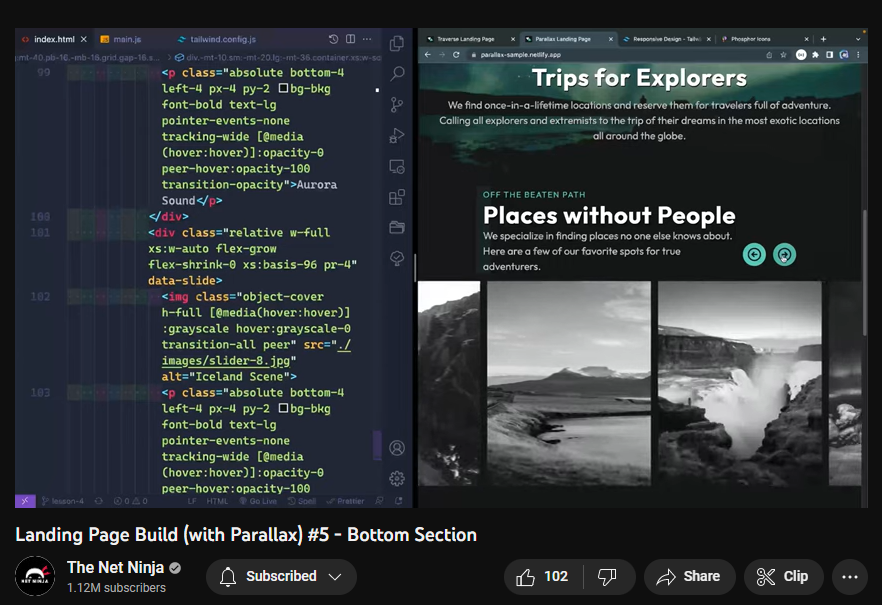 index.html
main.js
tailwind.config.js
Traverse Landing Page
Parallax Landing Page
Responsive Design - Tailw
Phosphor Icons
parallax-sample.netlify.app
99
<p class="absolute bottom-4
left-4 px-4 py-2 bg-bkg
font-bold text-lg
pointer-events-none
tracking-wide [@media
(hover:hover)]:opacity-0
peer-hover:opacity-100
transition-opacity">Aurora
Sound</p>
100
</div>
101
<div class="relative w-full
xs:w-auto flex-grow
flex-shrink-0 xs:basis-96 pr-4"
data-slide>
102
<img class="object-cover
h-full [@media(hover:hover)]
:grayscale hover:grayscale-0
transition-all peer" src="./
images/slider-8.jpg"
alt="Iceland Scene">
103
<p class="absolute bottom-4
left-4 px-4 py-2 bg-bkg
font-bold text-lg
pointer-events-none
tracking-wide [@media
(hover:hover)]:opacity-0
peer-hover:opacity-100
lesson-4
0 0
LF HTML
Go Live
Spell
Prettier
Trips for Explorers
We find once-in-a-lifetime locations and reserve them for travelers full of adventure.
Calling all explorers and extremists to the trip of their dreams in the most exotic locations
all around the globe.
OFF THE BEATEN PATH
Places without People
We specialize in finding places no one else knows about.
Here are a few of our favorite spots for true
adventurers.
Landing Page Build (with Parallax) #5 - Bottom Section
NET NINJA
The Net Ninja
1.12M subscribers
Subscribed
102
Share
Clip